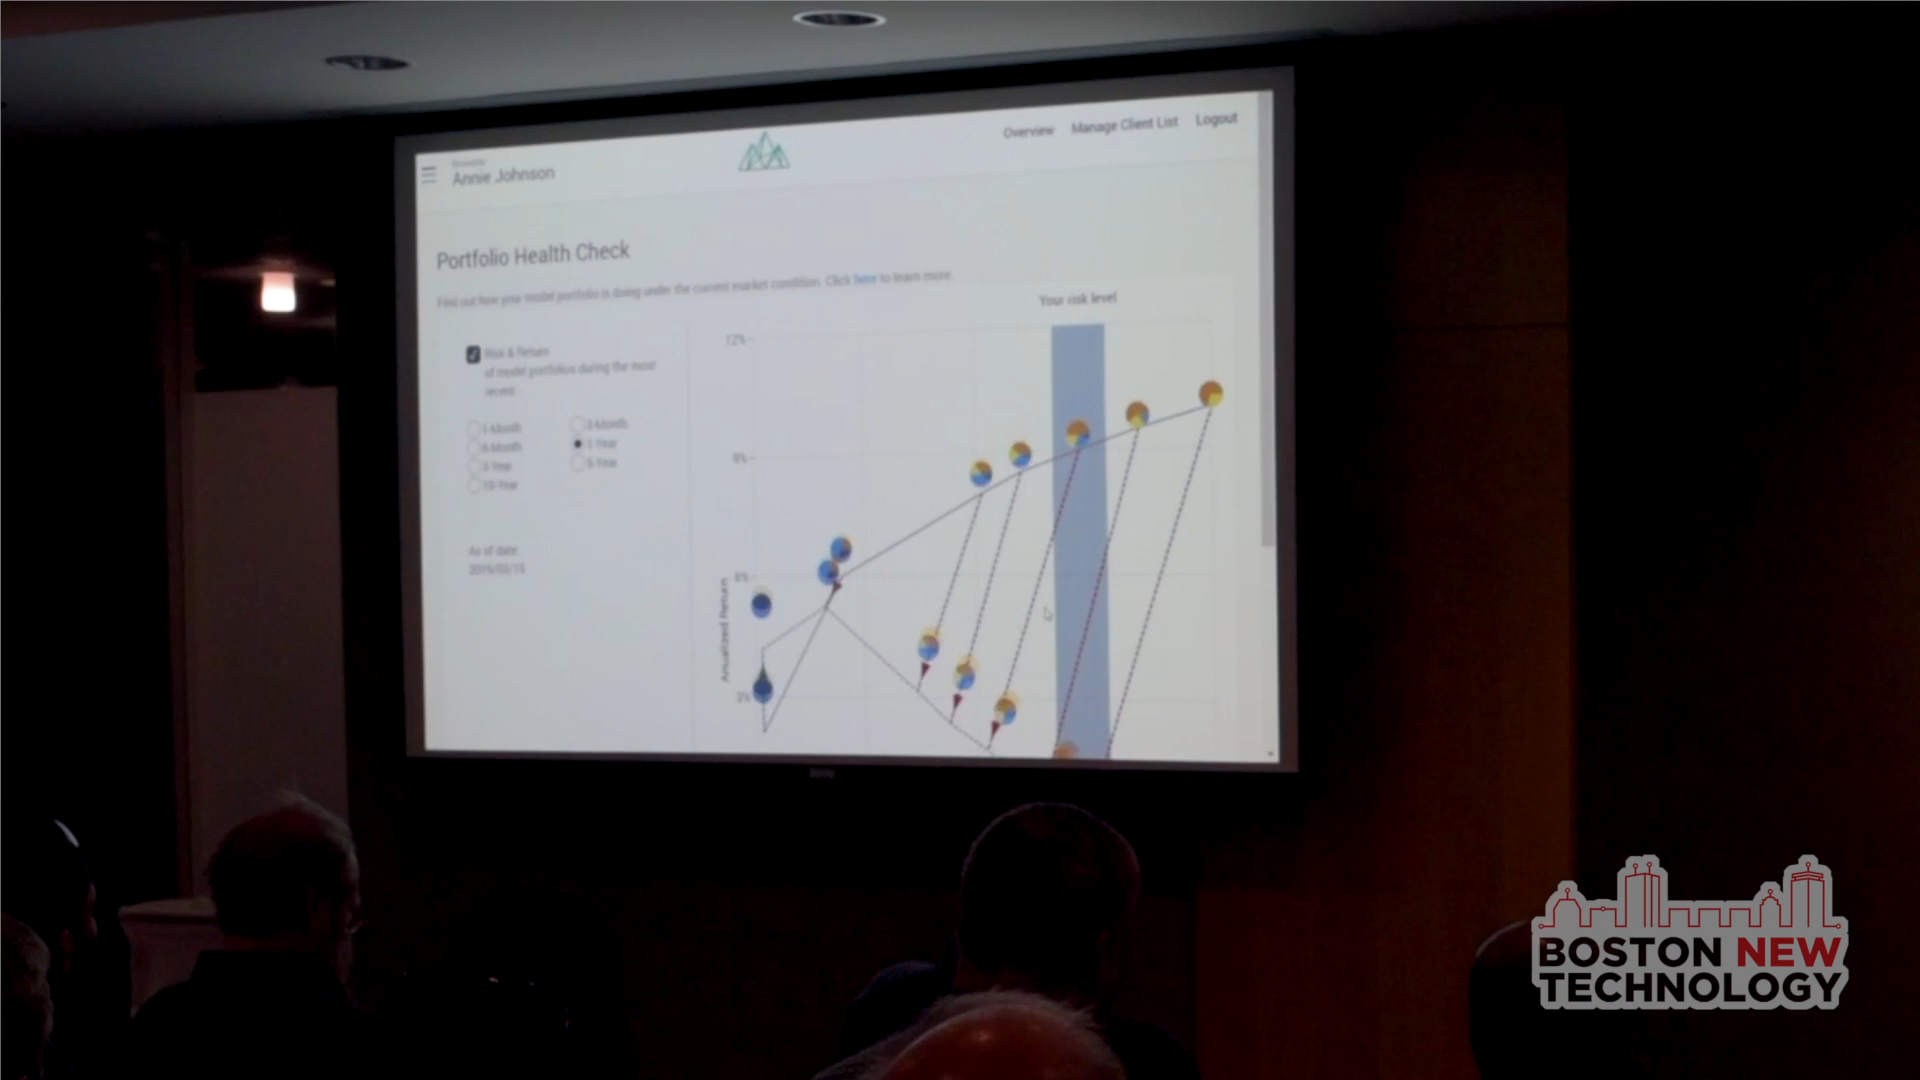 Overview Manage Client List Logout
Annie Johnson
Portfolio Health Check
Find out how your model portfolio is doing under the current market condition. Click here to learn more.
Your risk level
Risk & Return
of model portfolios during the most
recent
1-Month
3-Month
6-Month
1-Year
3-Year
5-Year
10-Year
As of date:
12%
9%
6%
3%
Annualized Return
BOSTON NEW
TECHNOLOGY